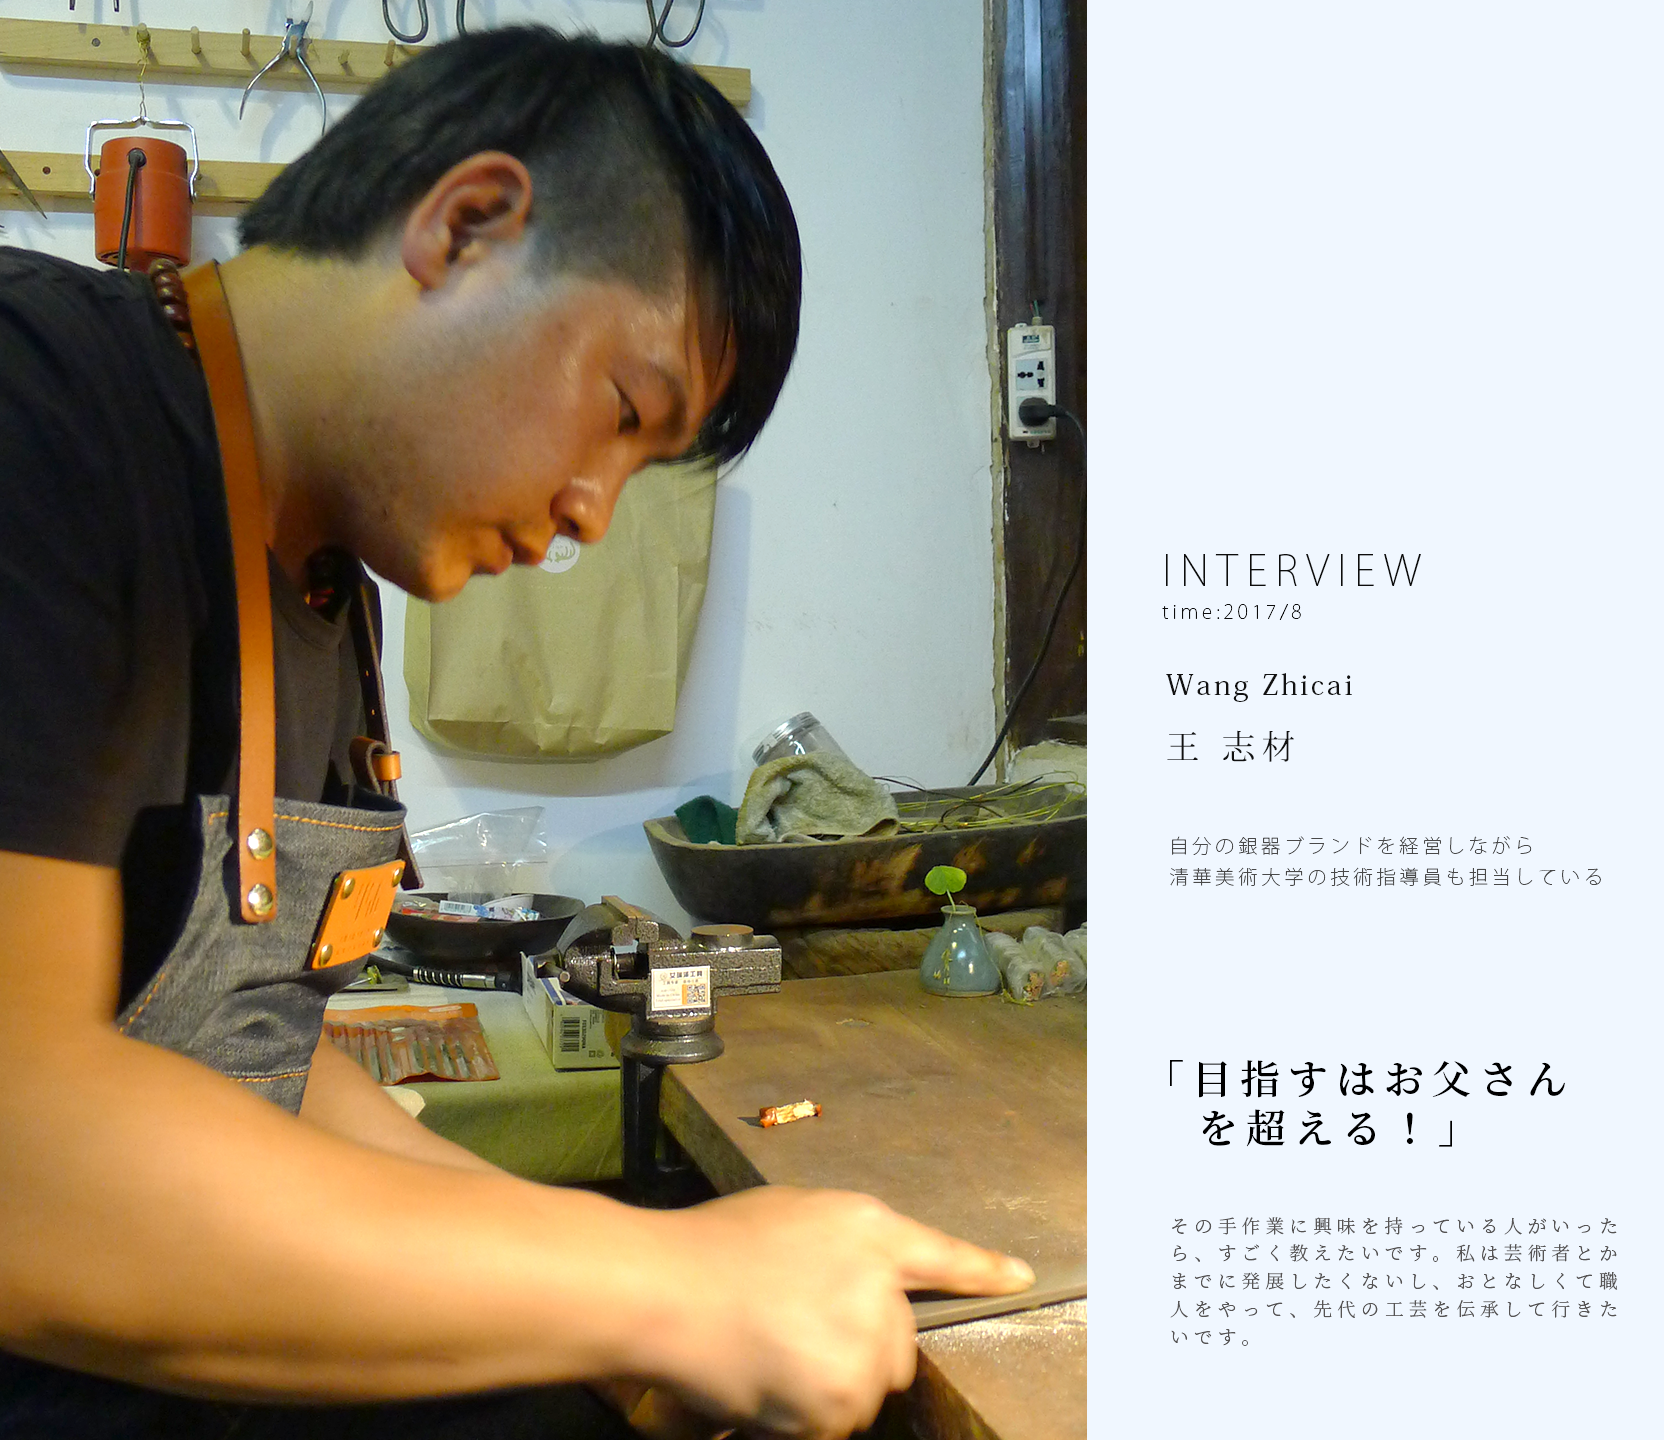 INTERVIEW
time:2017/8
Wang Zhicai
王 志材
自分の銀器ブランドを経営しながら
清華美術大学の技術指導員も担当している
「目指すはお父さん
を超える！」
その手作業に興味を持っている人がいった
ら、すごく教えたいです。私は芸術者とか
までに発展したくないし、おとなしくて職
人をやって、先代の工芸を伝承して行きた
いです。